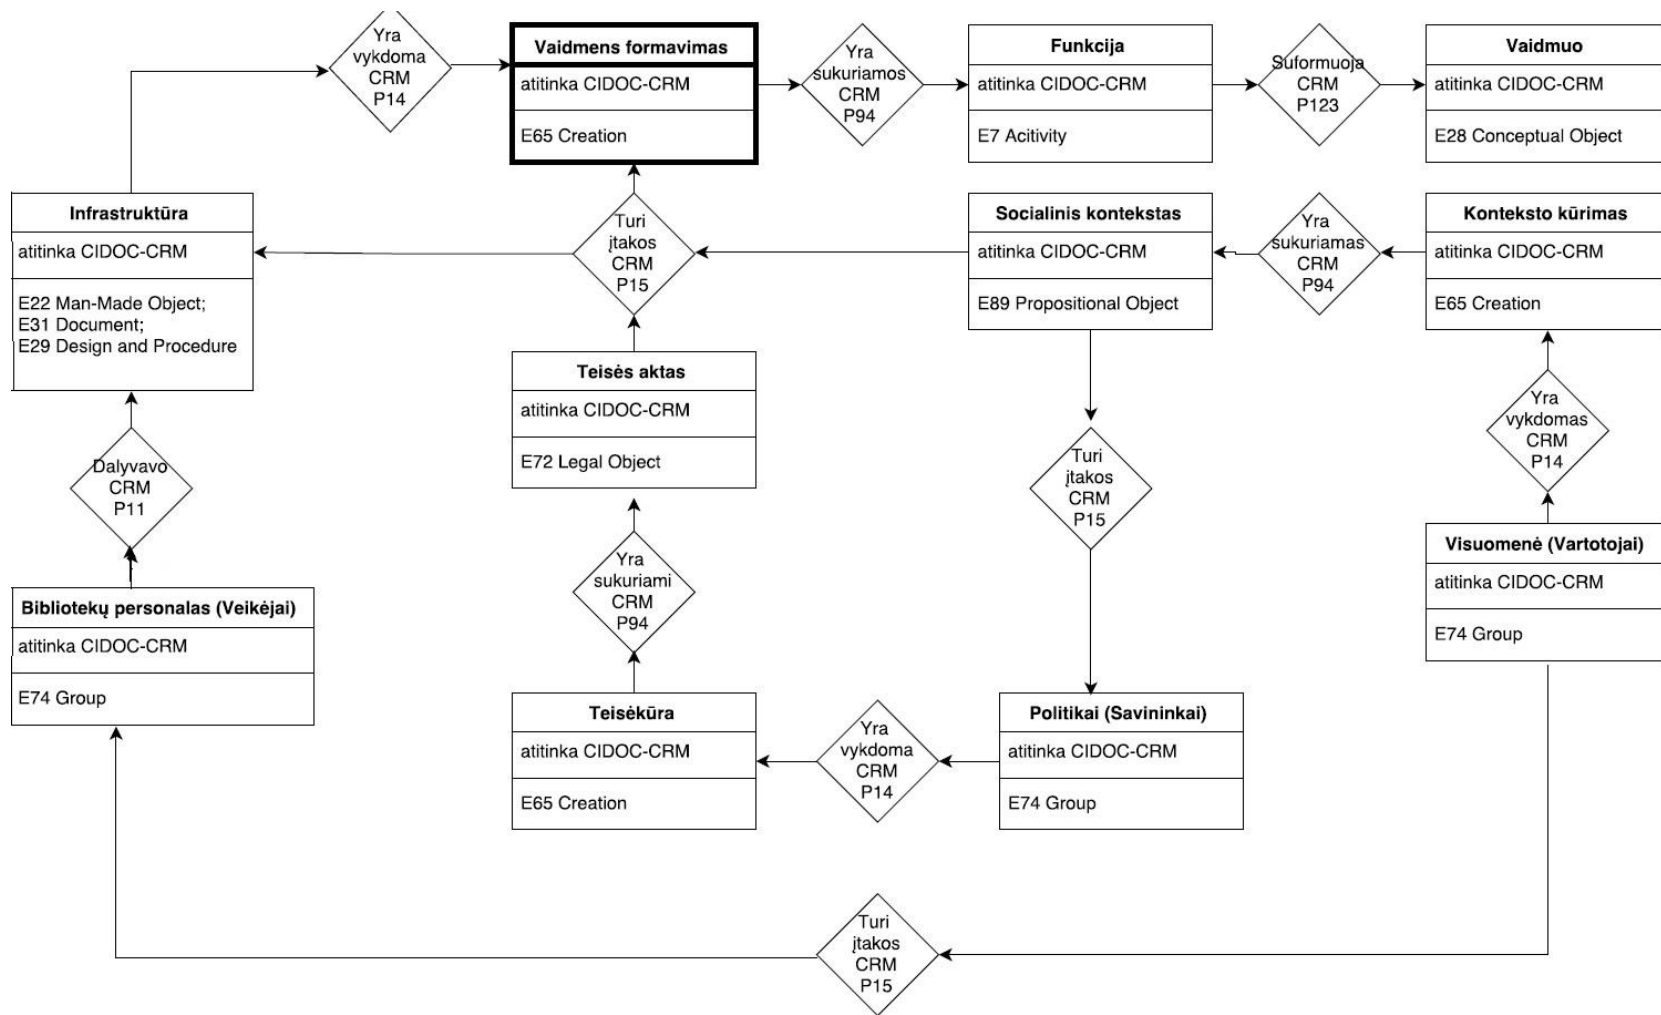 Yra
vykdoma
CRM
P14
Vaidmens formavimas
atitinka CIDOC-CRM
E65 Creation
Yra
sukuriamos
CRM
P94
Funkcija
atitinka CIDOC-CRM
E7 Acitivity
Suformuoja
CRM
P123
Vaidmuo
atitinka CIDOC-CRM
E28 Conceptual Object
Infrastruktūra
atitinka CIDOC-CRM
E22 Man-Made Object;
E31 Document;
E29 Design and Procedure
Turi
įtakos
CRM
P15
Socialinis kontekstas
atitinka CIDOC-CRM
E89 Propositional Object
Yra
sukuriamas
CRM
P94
Konteksto kūrimas
atitinka CIDOC-CRM
E65 Creation
Teisės aktas
atitinka CIDOC-CRM
E72 Legal Object
Yra
vykdomas
CRM
P14
Dalyvavo
CRM
P11
Turi
įtakos
CRM
P15
Yra
sukuriami
CRM
P94
Visuomenė (Vartotojai)
atitinka CIDOC-CRM
E74 Group
Bibliotekų personalas (Veikėjai)
atitinka CIDOC-CRM
E74 Group
Teisėkūra
atitinka CIDOC-CRM
E65 Creation
Yra
vykdoma
CRM
P14
Politikai (Savininkai)
atitinka CIDOC-CRM
E74 Group
Turi
įtakos
CRM
P15